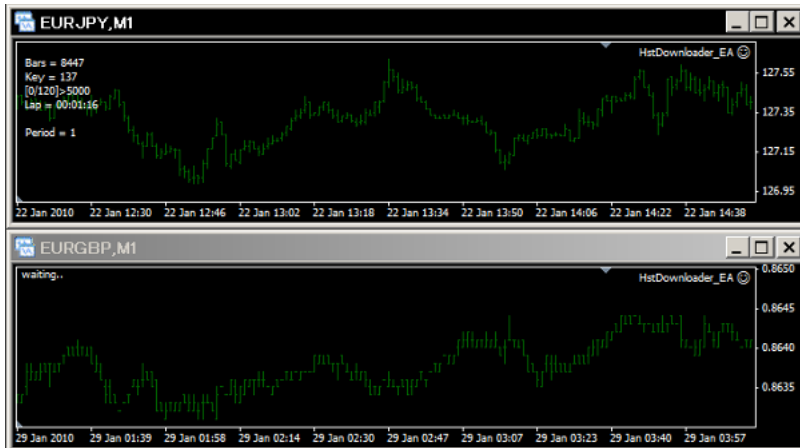 EURJPY,M1
HstDownloader_EA
Bars = 8447
Key = 137
[0/120]>5000
Lap = 00:01:16
Period = 1
127.55
127.35
127.15
126.95
22 Jan 2010 22 Jan 12:30 22 Jan 12:46 22 Jan 13:02 22 Jan 13:18 22 Jan 13:34 22 Jan 13:50 22 Jan 14:06 22 Jan 14:22 22 Jan 14:38
EURGBP,M1
waiting..
HstDownloader_EA
0.8650
0.8645
0.8640
0.8635
29 Jan 2010 29 Jan 01:39 29 Jan 01:58 29 Jan 02:14 29 Jan 02:30 29 Jan 02:47 29 Jan 03:07 29 Jan 03:23 29 Jan 03:40 29 Jan 03:57